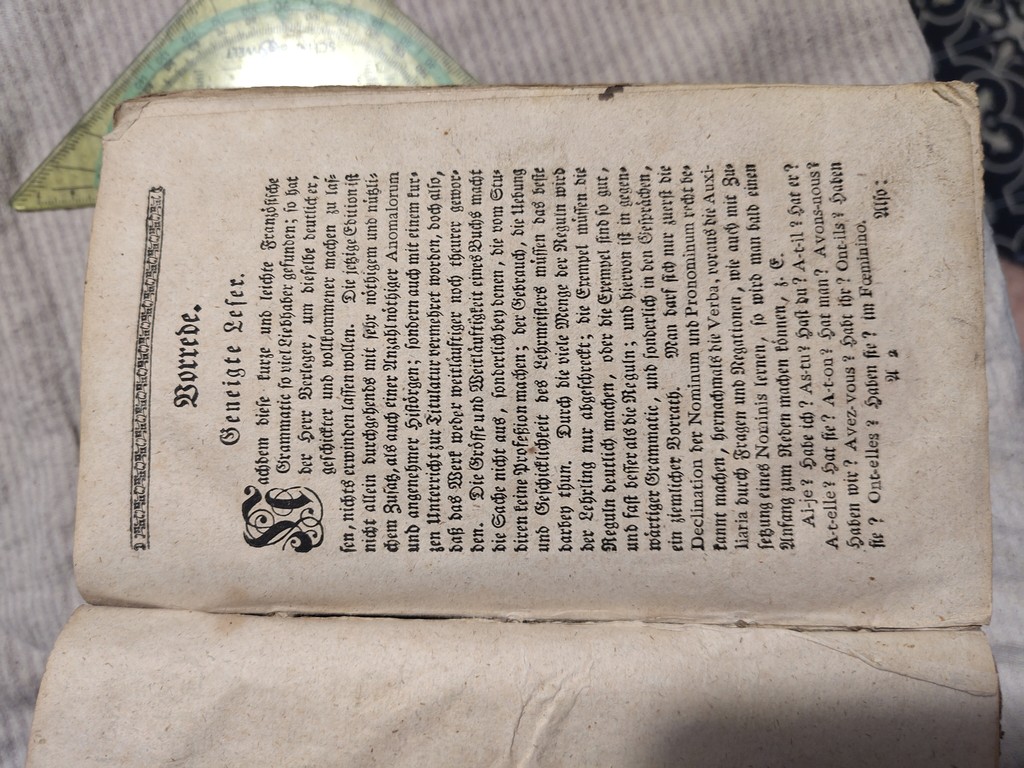 Vorrede.
Geneigte Leser.
Nachdem diese kurze und leichte Französische
Grammatic so viel Liebhaber gefunden; so hat
der Herr Verleger, um dieselbe deutlicher,
geschickter und vollkommener machen zu las-
sen, nichts erwinden lassen wollen. Die jetzige Edition ist
nicht allein durchgehends mit sehr nöthigem und nützli-
chem Zusatz, als auch einer Anzahl nöthiger Anomalorum
und angenehmer Histörigen; sondern auch mit einem kur-
zen Unterricht zur Titulatur vermehret worden, doch also,
daß das Werk weder weitläuftiger noch theurer gewor-
den. Die Grösse und Weitläuftigkeit eines Buchs macht
die Sache nicht aus, sonderlich bey denen, die von Stu-
diren keine Profeßion machen; der Gebrauch, die Uebung
und Geschicklichkeit des Lehrmeisters müssen das beste
darbey thun. Durch die viele Menge der Reguln wird
der Lehrling nur abgeschreckt; die Exempel müssen die
Reguln deutlich machen, oder die Exempel sind so gut,
und fast besser als die Reguln; und hiervon ist in gegen-
wärtiger Grammatic, und sonderlich in den Gesprächen,
ein ziemlicher Vorrath. Man darf sich nur zuerst die
Declination der Nominum und Pronominum recht be-
kannt machen, hernachmals die Verba, voraus die Auxi-
liaria durch Fragen und Negationen, wie auch mit Zu-
setzung eines Nominis lernen, so wird man bald einen
Anfang zum Reden machen können, z. E.
Ai-je? Habe ich? As-tu? Hast du? A-t-il? Hat er?
A-t-elle? Hat sie? A-t-on? Hat man? Avons-nous?
Haben wir? Avez-vous? Habt ihr? Ont-ils? Haben
sie? Ont-elles? Haben sie? im Fœminino.
A 2 Also: